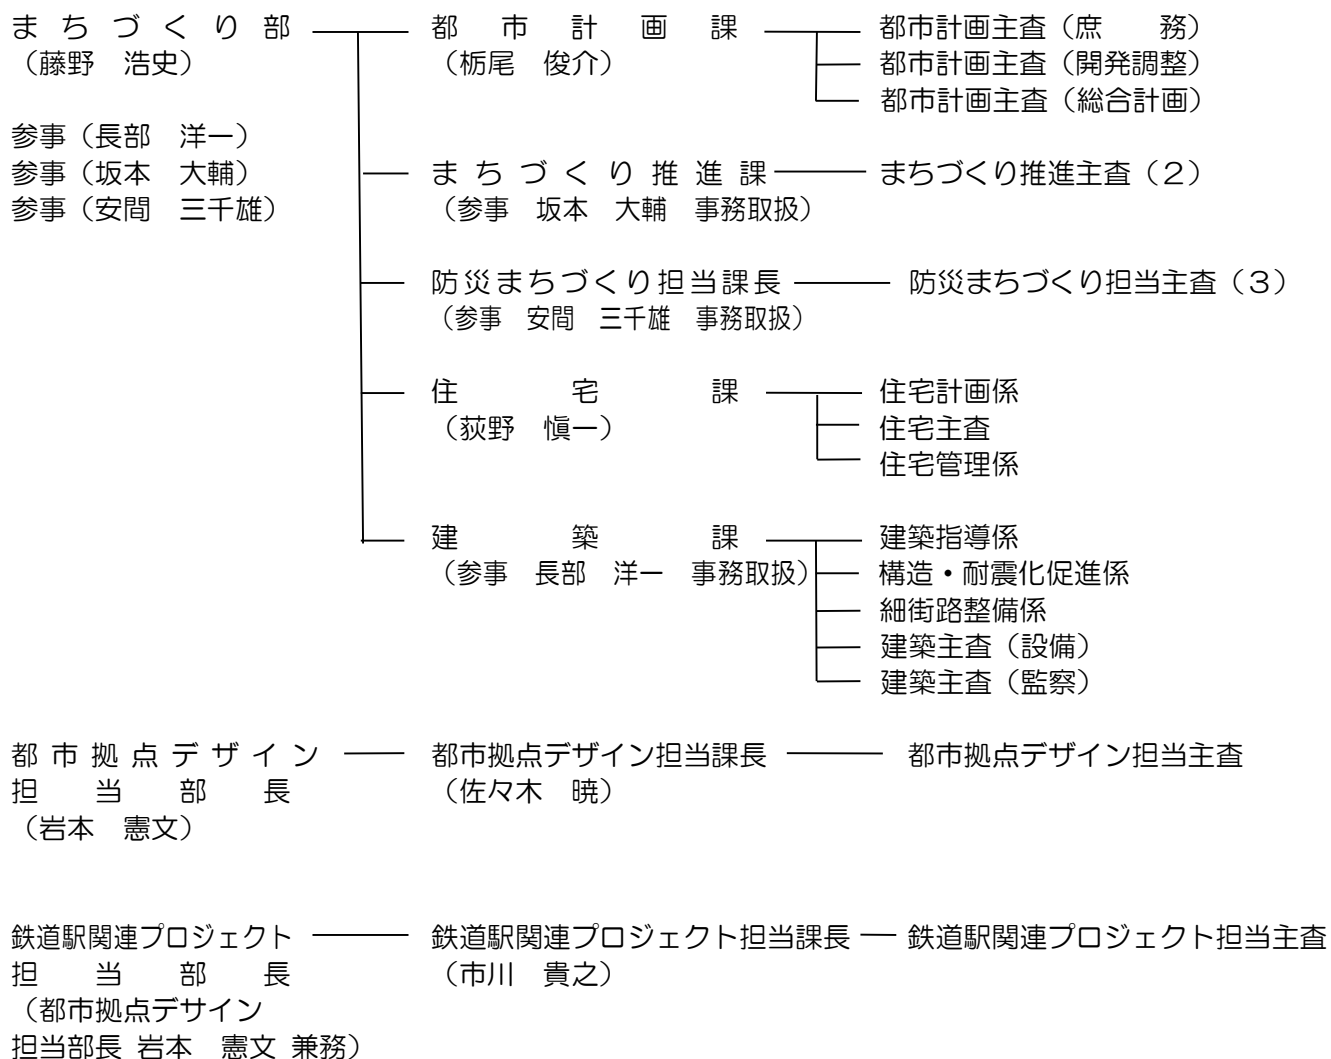 まちづくり部 都市計画課 都市計画主査（庶　務）
（藤野　浩史） （栃尾　俊介） 都市計画主査（開発調整）
都市計画主査（総合計画）
参事（長部　洋一）
参事（坂本　大輔） まちづくり推進課 まちづくり推進主査（２）
参事（安間　三千雄） （参事　坂本　大輔　事務取扱）
防災まちづくり担当課長 防災まちづくり担当主査（３）
（参事　安間　三千雄　事務取扱）
住宅課 住宅計画係
（荻野　愼一） 住宅主査
住宅管理係
建築課 建築指導係
（参事　長部　洋一　事務取扱） 構造・耐震化促進係
細街路整備係
建築主査（設備）
建築主査（監察）
都市拠点デザイン 都市拠点デザイン担当課長 都市拠点デザイン担当主査
担当部長 （佐々木　暁）
（岩本　憲文）
鉄道駅関連プロジェクト 鉄道駅関連プロジェクト担当課長 鉄道駅関連プロジェクト担当主査
担当部長 （市川　貴之）
（都市拠点デザイン
担当部長 岩本　憲文 兼務）